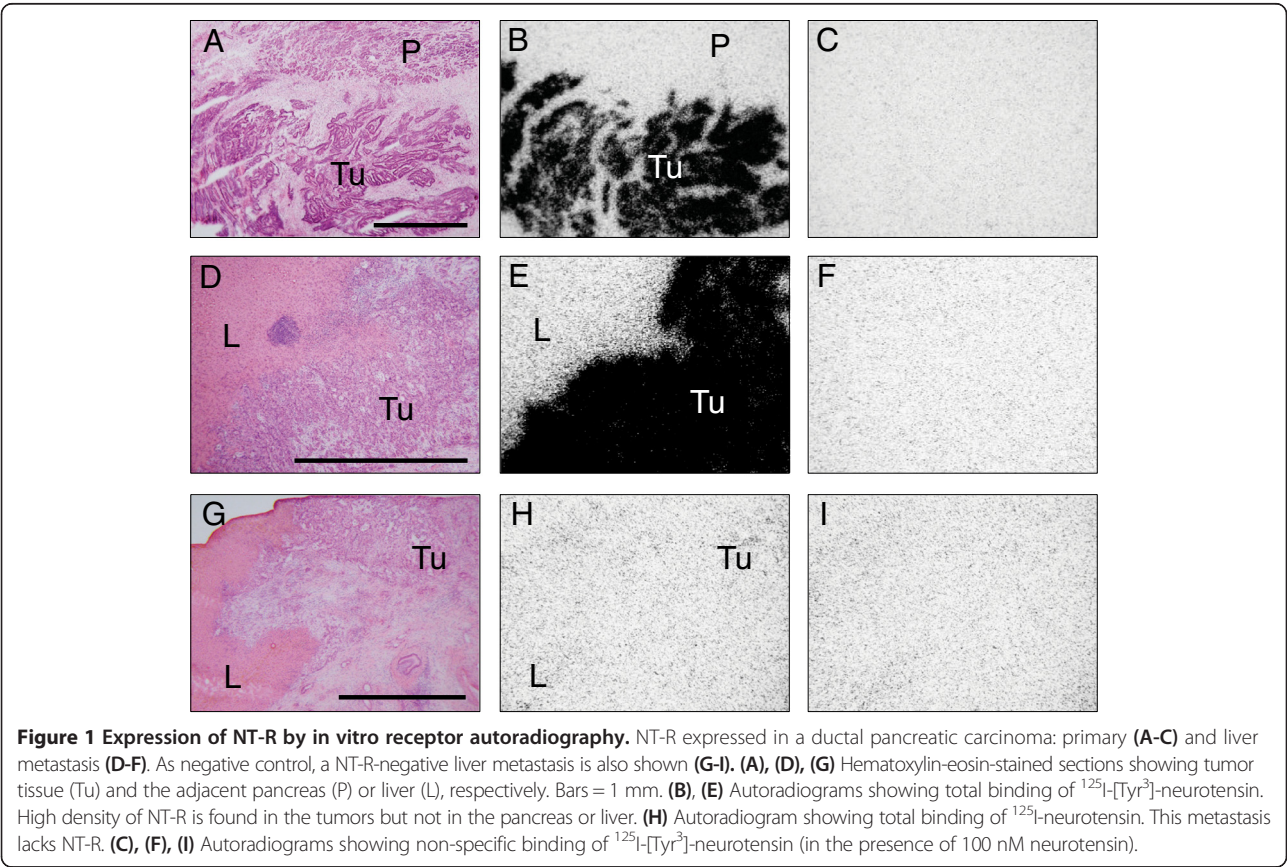 A
P
Tu
B
P
Tu
C
D
L
Tu
E
L
Tu
F
G
Tu
L
H
Tu
L
I
Figure 1 Expression of NT-R by in vitro receptor autoradiography. NT-R expressed in a ductal pancreatic carcinoma: primary (A-C) and liver
metastasis (D-F). As negative control, a NT-R-negative liver metastasis is also shown (G-I). (A), (D), (G) Hematoxylin-eosin-stained sections showing tumor
tissue (Tu) and the adjacent pancreas (P) or liver (L), respectively. Bars = 1 mm. (B), (E) Autoradiograms showing total binding of ¹²⁵I-[Tyr³]-neurotensin.
High density of NT-R is found in the tumors but not in the pancreas or liver. (H) Autoradiogram showing total binding of ¹²⁵I-neurotensin. This metastasis
lacks NT-R. (C), (F), (I) Autoradiograms showing non-specific binding of ¹²⁵I-[Tyr³]-neurotensin (in the presence of 100 nM neurotensin).